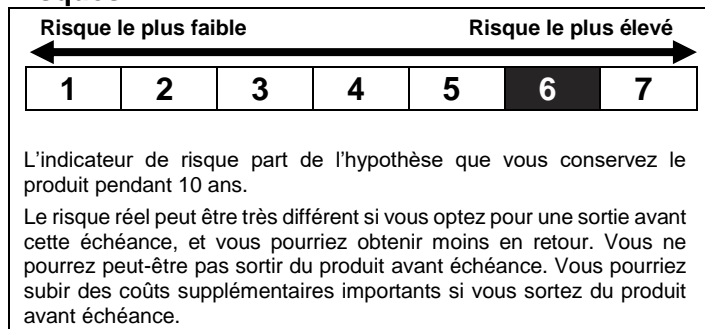 Risque le plus faible Risque le plus élevé
1 2 3 4 5 6 7
L'indicateur de risque part de l'hypothèse que vous conservez le
produit pendant 10 ans.
Le risque réel peut être très différent si vous optez pour une sortie avant
cette échéance, et vous pourriez obtenir moins en retour. Vous ne
pourrez peut-être pas sortir du produit avant échéance. Vous pourriez
subir des coûts supplémentaires importants si vous sortez du produit
avant échéance.